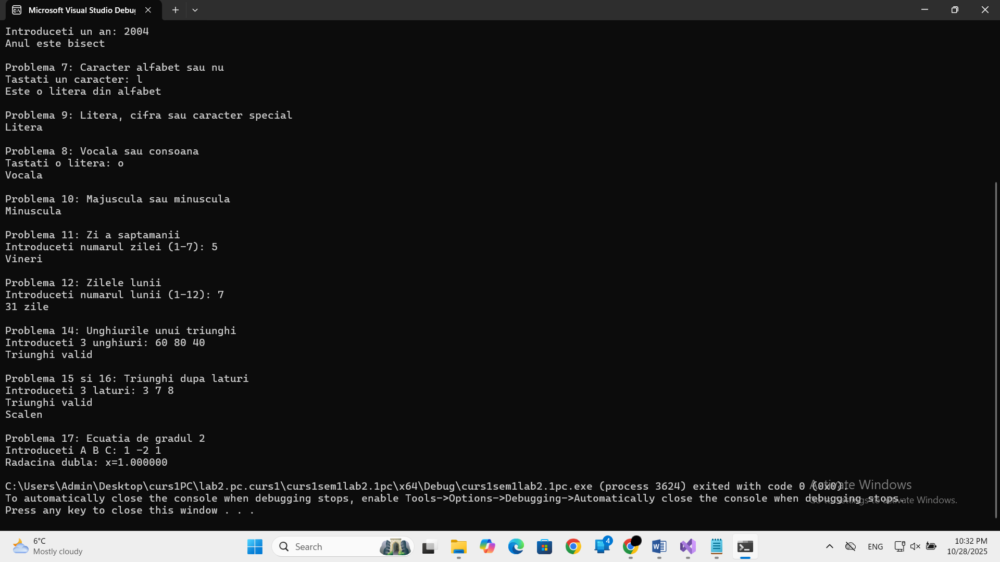 Microsoft Visual Studio Debug
Introduceti un an: 2004
Anul este bisect
Problema 7: Caracter alfabet sau nu
Tastati un caracter: l
Este o litera din alfabet
Problema 9: Litera, cifra sau caracter special
Litera
Problema 8: Vocala sau consoana
Tastati o litera: o
Vocala
Problema 10: Majuscula sau minuscula
Minuscula
Problema 11: Zi a saptamanii
Introduceti numarul zilei (1-7): 5
Vineri
Problema 12: Zilele lunii
Introduceti numarul lunii (1-12): 7
31 zile
Problema 14: Unghiurile unui triunghi
Introduceti 3 unghiuri: 60 80 40
Triunghi valid
Problema 15 si 16: Triunghi dupa laturi
Introduceti 3 laturi: 3 7 8
Triunghi valid
Scalen
Problema 17: Ecuatia de gradul 2
Introduceti A B C: 1 -2 1
Radacina dubla: x=1.000000
C:\Users\Admin\Desktop\curs1PC\lab2.pc.curs1\curs1sem1lab2.1pc\x64\Debug\curs1sem1lab2.1pc.exe (process 3624) exited with code 0 (0x0).
To automatically close the console when debugging stops, enable Tools->Options->Debugging->Automatically close the console when debugging stops.
Press any key to close this window . . .
Activate Windows
Go to Settings to activate Windows.
6°C
Mostly cloudy
Search
4
ENG
10:32 PM
10/28/2025